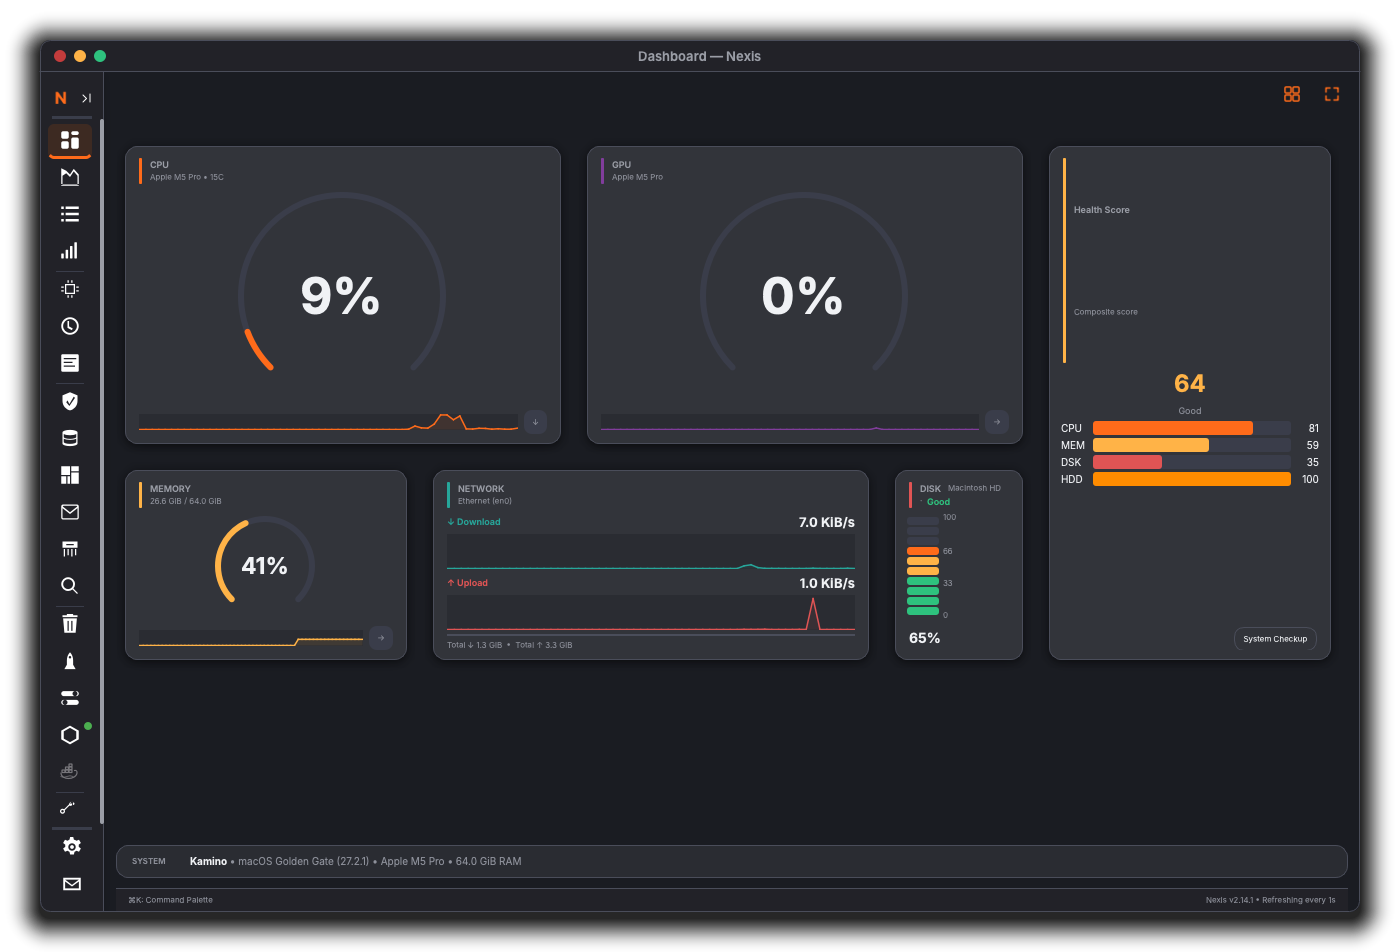 Dashboard — Nexis
N
CPU
Apple M5 Pro • 15C
9%
GPU
Apple M5 Pro
0%
Health Score
Composite score
64
Good
CPU 81
MEM 59
DSK 35
HDD 100
System Checkup
MEMORY
26.6 GIB / 64.0 GIB
41%
NETWORK
Ethernet (en0)
↓ Download 7.0 KiB/s
↑ Upload 1.0 KiB/s
Total ↓ 1.3 GIB • Total ↑ 3.3 GIB
DISK Macintosh HD
· Good
100
66
33
0
65%
SYSTEM Kamino • macOS Golden Gate (27.2.1) • Apple M5 Pro • 64.0 GiB RAM
⌘K: Command Palette
Nexis v2.14.1 • Refreshing every 1s